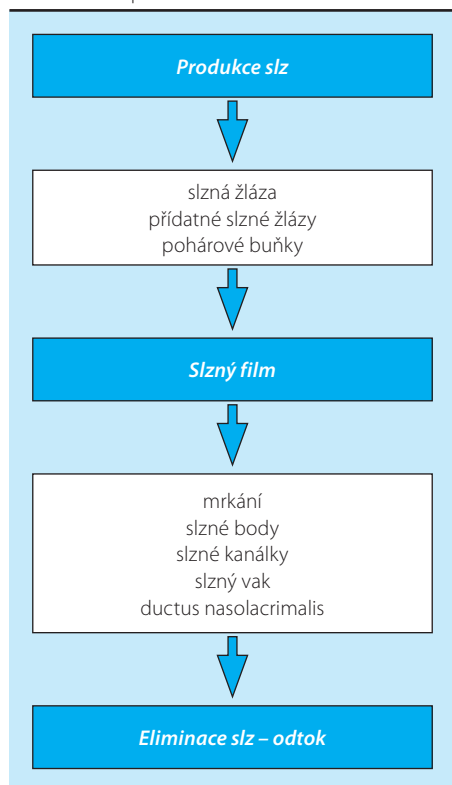 Produkce slz
slzná žláza
přídatné slzné žlázy
pohárové buňky
Slzný film
mrkání
slzné body
slzné kanálky
slzný vak
ductus nasolacrimalis
Eliminace slz – odtok